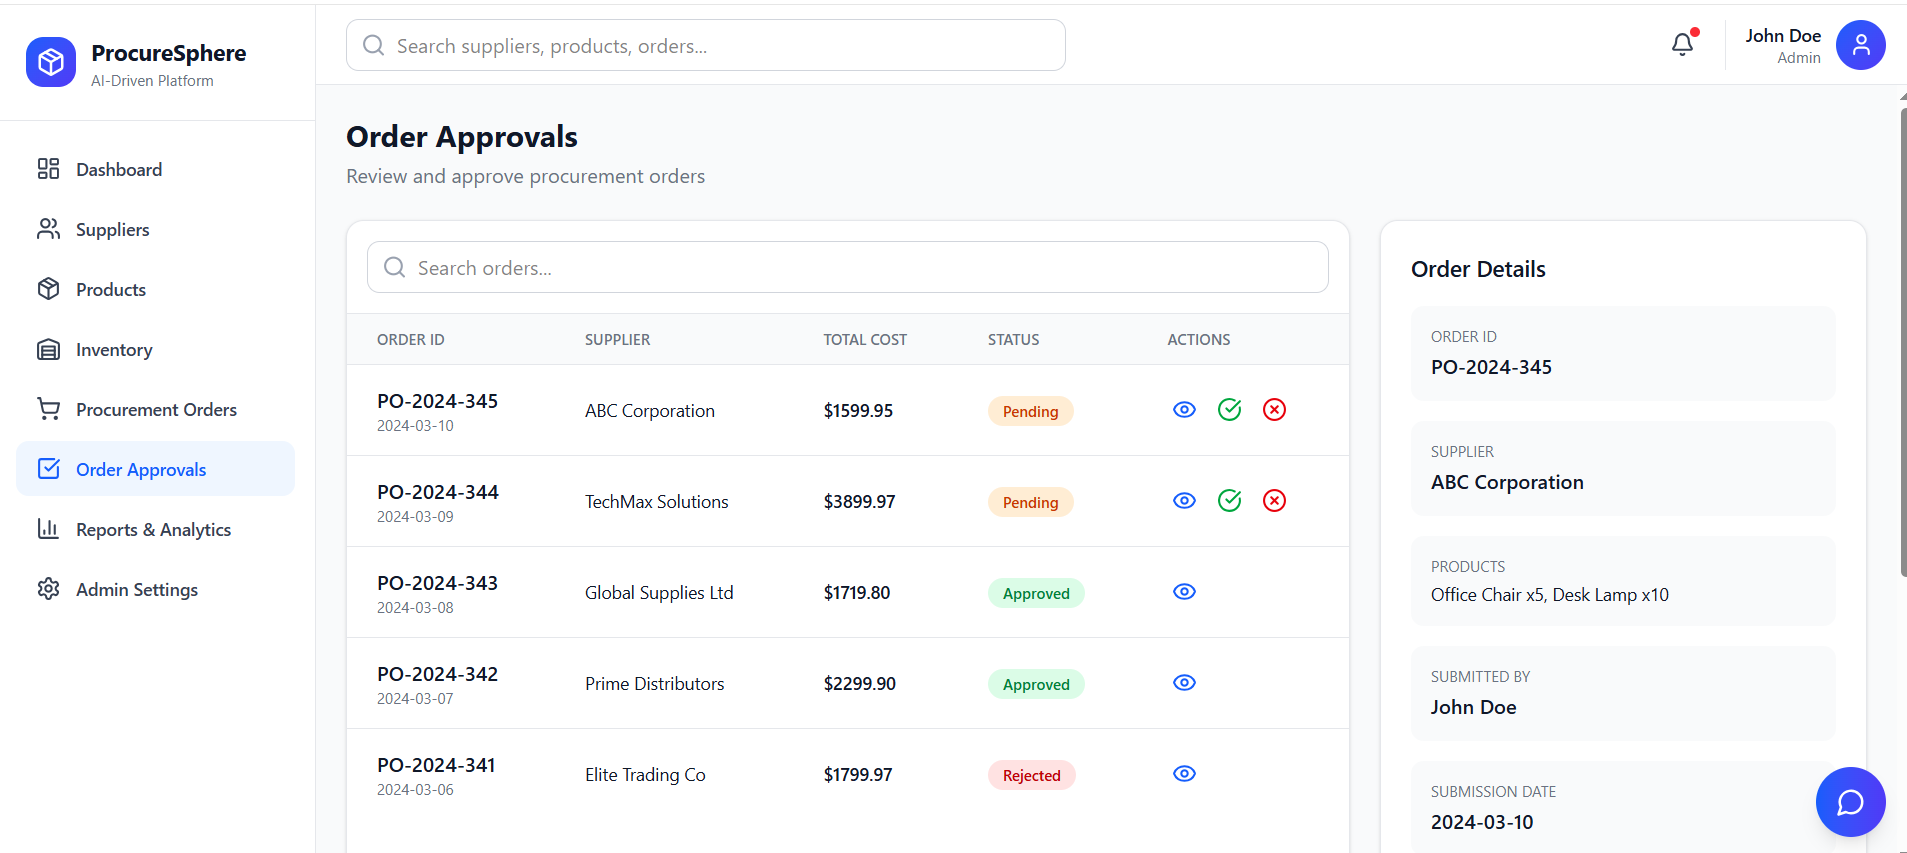 ProcureSphere
AI-Driven Platform
Search suppliers, products, orders...
John Doe
Admin
Dashboard
Suppliers
Products
Inventory
Procurement Orders
Order Approvals
Reports & Analytics
Admin Settings
Order Approvals
Review and approve procurement orders
Search orders...
ORDER ID SUPPLIER TOTAL COST STATUS ACTIONS
PO-2024-345
2024-03-10
ABC Corporation $1599.95 Pending
PO-2024-344
2024-03-09
TechMax Solutions $3899.97 Pending
PO-2024-343
2024-03-08
Global Supplies Ltd $1719.80 Approved
PO-2024-342
2024-03-07
Prime Distributors $2299.90 Approved
PO-2024-341
2024-03-06
Elite Trading Co $1799.97 Rejected
Order Details
ORDER ID
PO-2024-345
SUPPLIER
ABC Corporation
PRODUCTS
Office Chair x5, Desk Lamp x10
SUBMITTED BY
John Doe
SUBMISSION DATE
2024-03-10